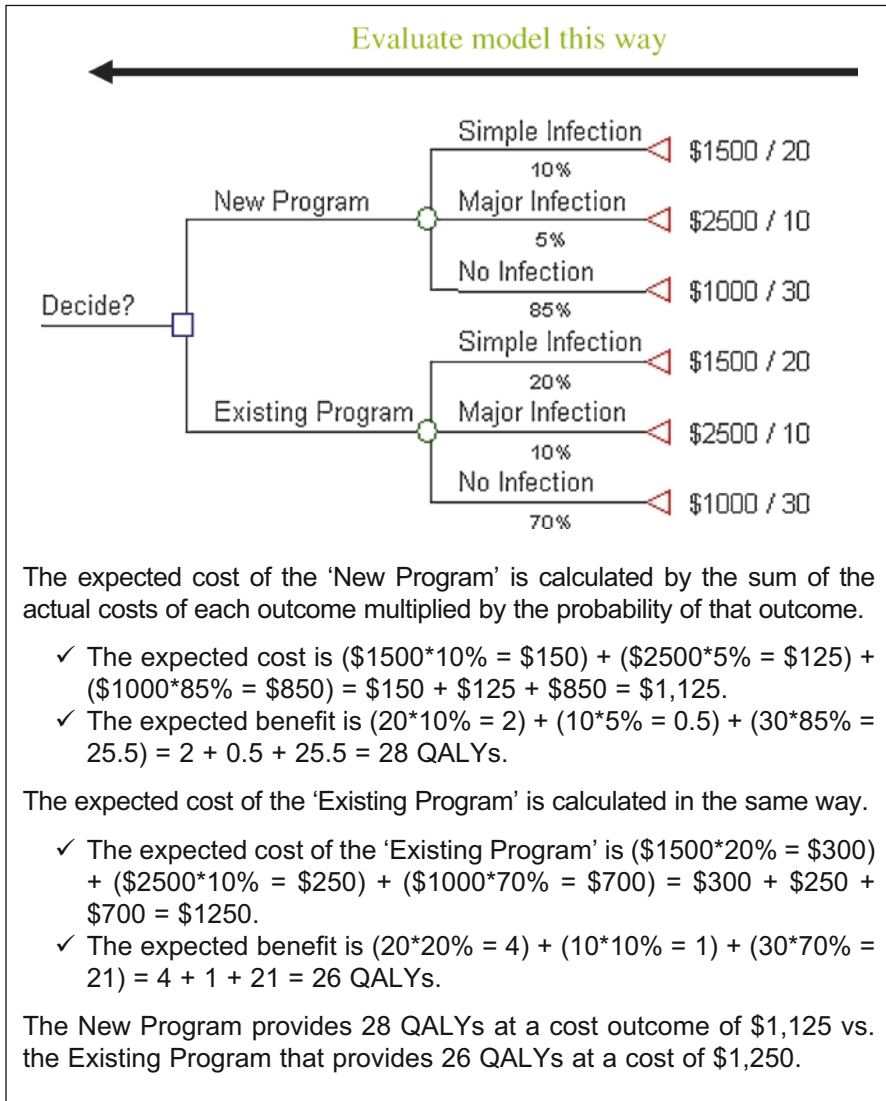 Evaluate model this way
Simple Infection
10%
$1500 / 20
New Program
Major Infection
5%
$2500 / 10
No Infection
85%
$1000 / 30
Decide?
Simple Infection
20%
$1500 / 20
Existing Program
Major Infection
10%
$2500 / 10
No Infection
70%
$1000 / 30
The expected cost of the ‘New Program’ is calculated by the sum of the
actual costs of each outcome multiplied by the probability of that outcome.
✓ The expected cost is ($1500*10% = $150) + ($2500*5% = $125) +
($1000*85% = $850) = $150 + $125 + $850 = $1,125.
✓ The expected benefit is (20*10% = 2) + (10*5% = 0.5) + (30*85% =
25.5) = 2 + 0.5 + 25.5 = 28 QALYs.
The expected cost of the ‘Existing Program’ is calculated in the same way.
✓ The expected cost of the ‘Existing Program’ is ($1500*20% = $300)
+ ($2500*10% = $250) + ($1000*70% = $700) = $300 + $250 +
$700 = $1250.
✓ The expected benefit is (20*20% = 4) + (10*10% = 1) + (30*70% =
21) = 4 + 1 + 21 = 26 QALYs.
The New Program provides 28 QALYs at a cost outcome of $1,125 vs.
the Existing Program that provides 26 QALYs at a cost of $1,250.